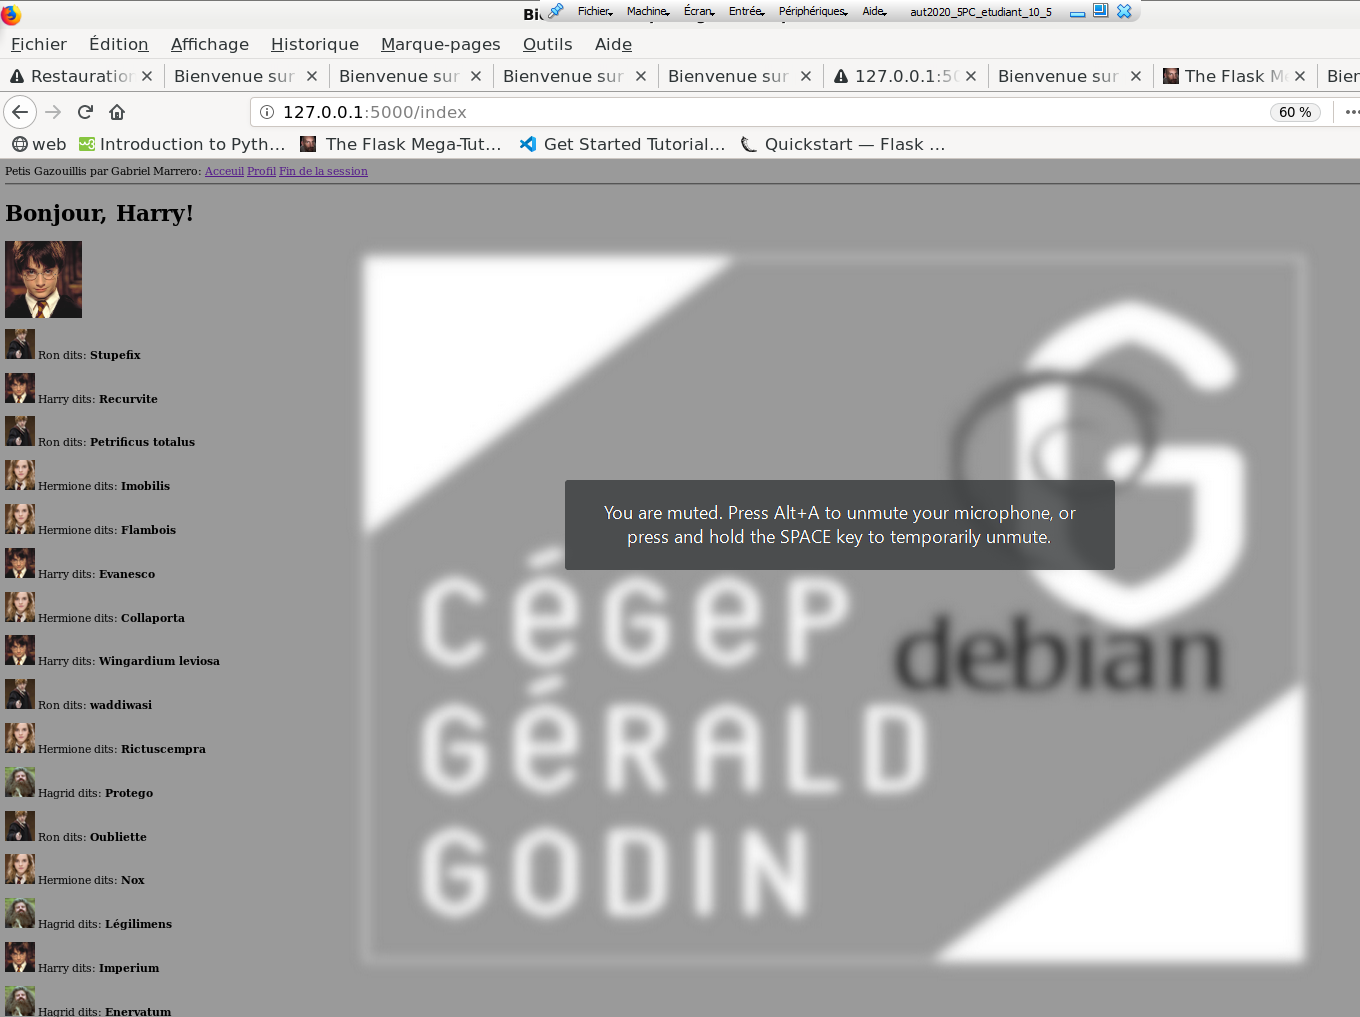 Fichier Machine Écran Entrée Périphériques Aide aut2020_5PC_etudiant_10_5
Fichier Édition Affichage Historique Marque-pages Outils Aide
Restauration Bienvenue sur Bienvenue sur Bienvenue sur Bienvenue sur 127.0.0.1:50 Bienvenue sur The Flask Me Bien
127.0.0.1:5000/index 60 %
web Introduction to Pyth… The Flask Mega-Tut… Get Started Tutorial… Quickstart — Flask …
Petis Gazouillis par Gabriel Marrero: Acceuil Profil Fin de la session
Bonjour, Harry!
Ron dits: Stupefix
Harry dits: Recurvite
Ron dits: Petrificus totalus
Hermione dits: Imobilis
Hermione dits: Flambois
Harry dits: Evanesco
Hermione dits: Collaporta
Harry dits: Wingardium leviosa
Ron dits: waddiwasi
Hermione dits: Rictuscempra
Hagrid dits: Protego
Ron dits: Oubliette
Hermione dits: Nox
Hagrid dits: Légilimens
Harry dits: Imperium
Hagrid dits: Enervatum
You are muted. Press Alt+A to unmute your microphone, or
press and hold the SPACE key to temporarily unmute.
G
CéGeP
GéRALD
GODIN
debian